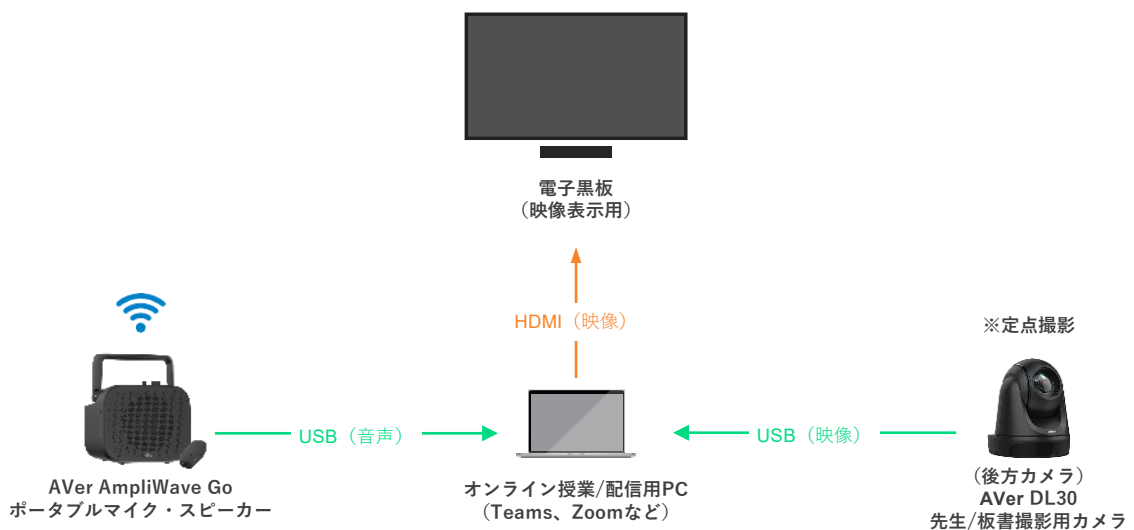 電子黒板
（映像表示用）
HDMI（映像）
※定点撮影
USB（音声）
USB（映像）
AVer AmpliWave Go
ポータブルマイク・スピーカー
オンライン授業/配信用PC
（Teams、Zoomなど）
（後方カメラ）
AVer DL30
先生/板書撮影用カメラ